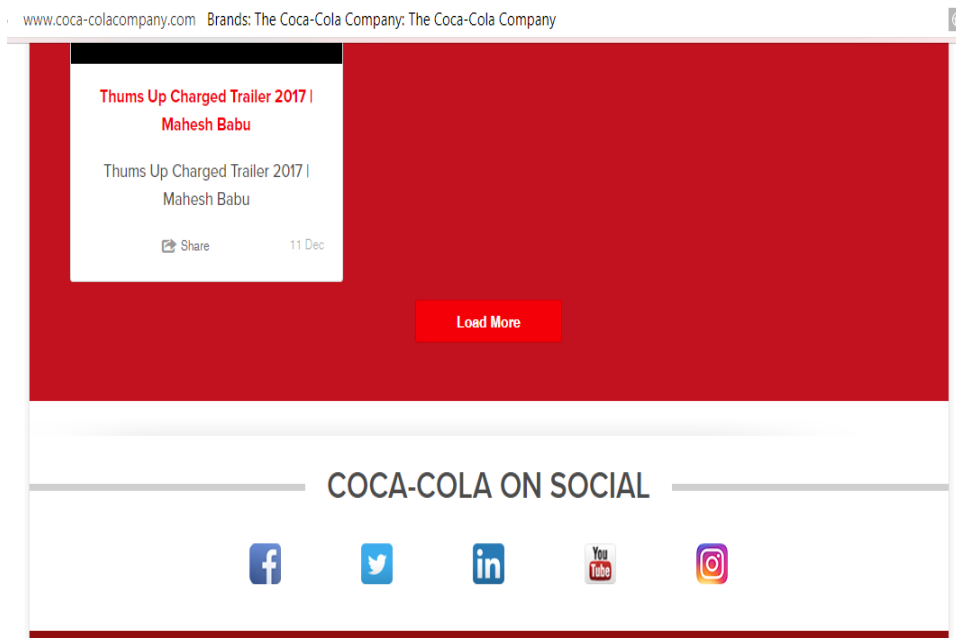 www.coca-colacompany.com Brands: The Coca-Cola Company: The Coca-Cola Company
Thums Up Charged Trailer 2017 |
Mahesh Babu
Thums Up Charged Trailer 2017 |
Mahesh Babu
Share 11 Dec
Load More
COCA-COLA ON SOCIAL
f in You
Tube